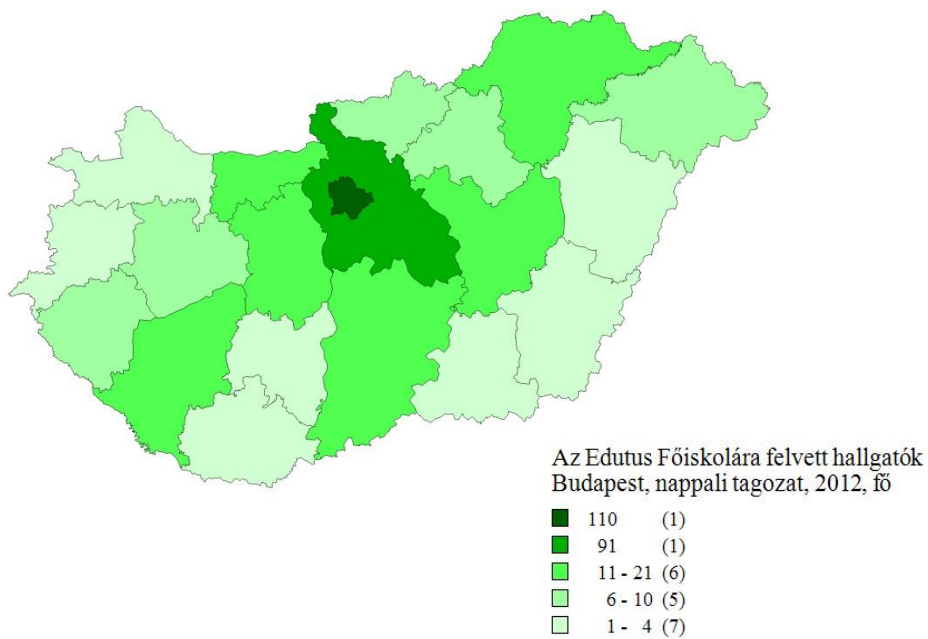 Az Edutus Főiskolára felvett hallgatók
Budapest, nappali tagozat, 2012, fő
110 (1)
91 (1)
11 - 21 (6)
6 - 10 (5)
1 - 4 (7)